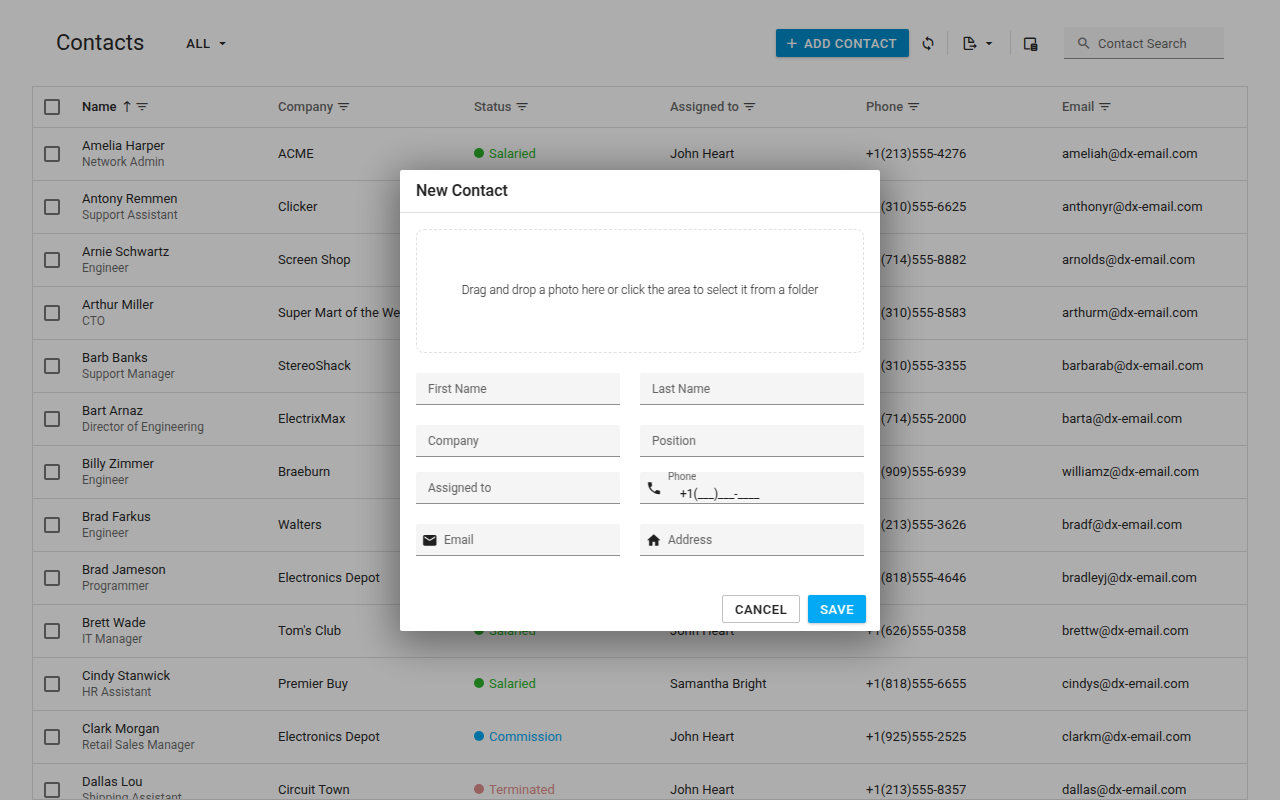 Contacts
ALL
ADD CONTACT
Contact Search
Name
Company
Status
Assigned to
Phone
Email
Amelia Harper
Network Admin
ACME
Salaried
John Heart
+1(213)555-4276
ameliah@dx-email.com
Antony Remmen
Support Assistant
Clicker
(310)555-6625
anthonyr@dx-email.com
Arnie Schwartz
Engineer
Screen Shop
(714)555-8882
arnolds@dx-email.com
Arthur Miller
CTO
Super Mart of the We
(310)555-8583
arthurm@dx-email.com
Barb Banks
Support Manager
StereoShack
(310)555-3355
barbarab@dx-email.com
Bart Arnaz
Director of Engineering
ElectrixMax
(714)555-2000
barta@dx-email.com
Billy Zimmer
Engineer
Braeburn
(909)555-6939
williamz@dx-email.com
Brad Farkus
Engineer
Walters
(213)555-3626
bradf@dx-email.com
Brad Jameson
Programmer
Electronics Depot
(818)555-4646
bradleyj@dx-email.com
Brett Wade
IT Manager
Tom's Club
Salaried
John Heart
+1(626)555-0358
brettw@dx-email.com
Cindy Stanwick
HR Assistant
Premier Buy
Salaried
Samantha Bright
+1(818)555-6655
cindys@dx-email.com
Clark Morgan
Retail Sales Manager
Electronics Depot
Commission
John Heart
+1(925)555-2525
clarkm@dx-email.com
Dallas Lou
Shipping Assistant
Circuit Town
Terminated
John Heart
+1(213)555-8357
dallas@dx-email.com
New Contact
Drag and drop a photo here or click the area to select it from a folder
First Name
Last Name
Company
Position
Assigned to
Phone
+1(___)___-____
Email
Address
CANCEL
SAVE